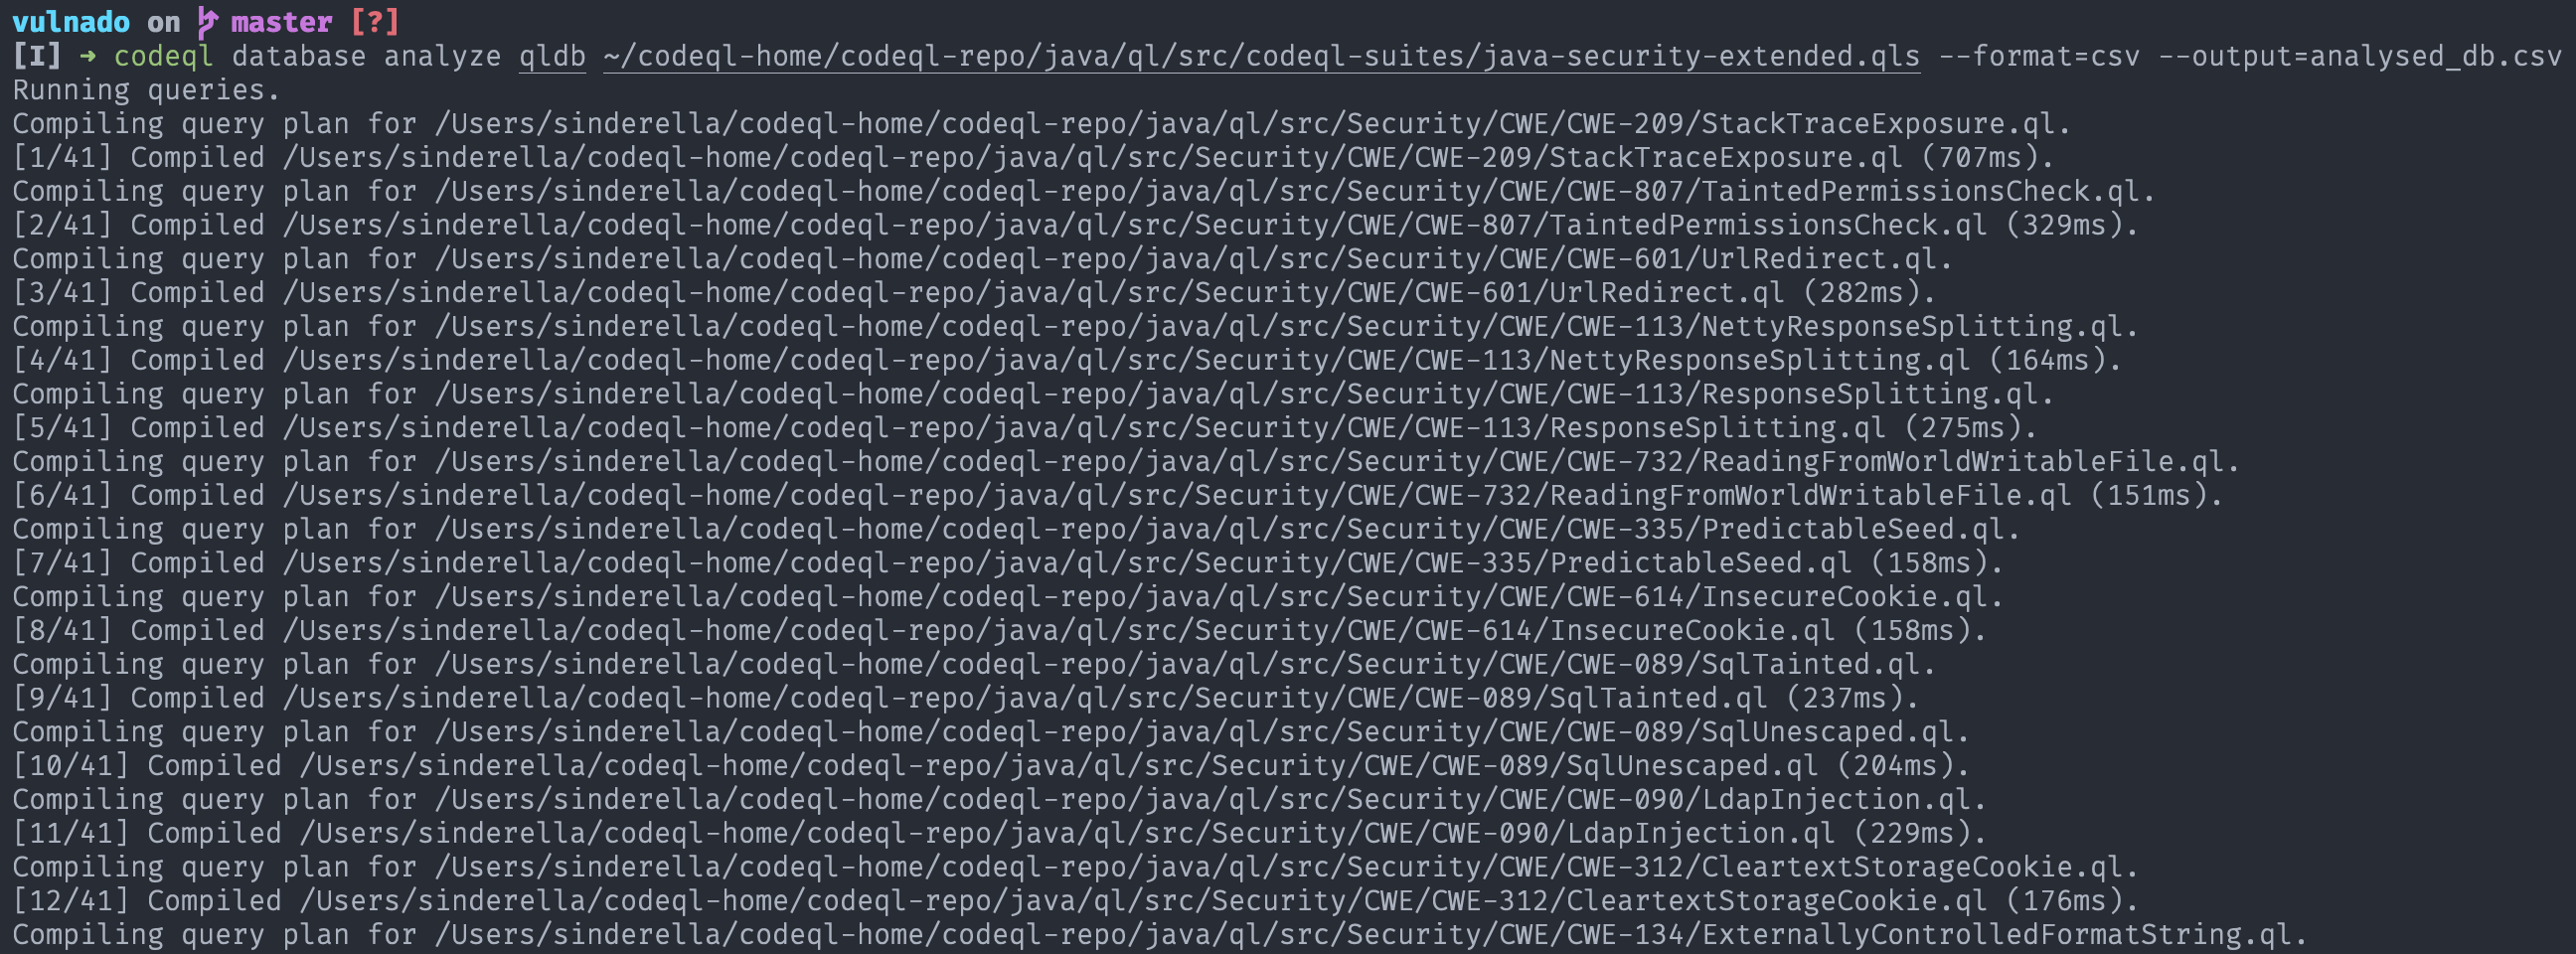 vulnado on master [?]
[I] → codeql database analyze qldb ~/codeql-home/codeql-repo/java/ql/src/codeql-suites/java-security-extended.qls --format=csv --output=analysed_db.csv
Running queries.
Compiling query plan for /Users/sinderella/codeql-home/codeql-repo/java/ql/src/Security/CWE/CWE-209/StackTraceExposure.ql.
[1/41] Compiled /Users/sinderella/codeql-home/codeql-repo/java/ql/src/Security/CWE/CWE-209/StackTraceExposure.ql (707ms).
Compiling query plan for /Users/sinderella/codeql-home/codeql-repo/java/ql/src/Security/CWE/CWE-807/TaintedPermissionsCheck.ql.
[2/41] Compiled /Users/sinderella/codeql-home/codeql-repo/java/ql/src/Security/CWE/CWE-807/TaintedPermissionsCheck.ql (329ms).
Compiling query plan for /Users/sinderella/codeql-home/codeql-repo/java/ql/src/Security/CWE/CWE-601/UrlRedirect.ql.
[3/41] Compiled /Users/sinderella/codeql-home/codeql-repo/java/ql/src/Security/CWE/CWE-601/UrlRedirect.ql (282ms).
Compiling query plan for /Users/sinderella/codeql-home/codeql-repo/java/ql/src/Security/CWE/CWE-113/NettyResponseSplitting.ql.
[4/41] Compiled /Users/sinderella/codeql-home/codeql-repo/java/ql/src/Security/CWE/CWE-113/NettyResponseSplitting.ql (164ms).
Compiling query plan for /Users/sinderella/codeql-home/codeql-repo/java/ql/src/Security/CWE/CWE-113/ResponseSplitting.ql.
[5/41] Compiled /Users/sinderella/codeql-home/codeql-repo/java/ql/src/Security/CWE/CWE-113/ResponseSplitting.ql (275ms).
Compiling query plan for /Users/sinderella/codeql-home/codeql-repo/java/ql/src/Security/CWE/CWE-732/ReadingFromWorldWritableFile.ql.
[6/41] Compiled /Users/sinderella/codeql-home/codeql-repo/java/ql/src/Security/CWE/CWE-732/ReadingFromWorldWritableFile.ql (151ms).
Compiling query plan for /Users/sinderella/codeql-home/codeql-repo/java/ql/src/Security/CWE/CWE-335/PredictableSeed.ql.
[7/41] Compiled /Users/sinderella/codeql-home/codeql-repo/java/ql/src/Security/CWE/CWE-335/PredictableSeed.ql (158ms).
Compiling query plan for /Users/sinderella/codeql-home/codeql-repo/java/ql/src/Security/CWE/CWE-614/InsecureCookie.ql.
[8/41] Compiled /Users/sinderella/codeql-home/codeql-repo/java/ql/src/Security/CWE/CWE-614/InsecureCookie.ql (158ms).
Compiling query plan for /Users/sinderella/codeql-home/codeql-repo/java/ql/src/Security/CWE/CWE-089/SqlTainted.ql.
[9/41] Compiled /Users/sinderella/codeql-home/codeql-repo/java/ql/src/Security/CWE/CWE-089/SqlTainted.ql (237ms).
Compiling query plan for /Users/sinderella/codeql-home/codeql-repo/java/ql/src/Security/CWE/CWE-089/SqlUnescaped.ql.
[10/41] Compiled /Users/sinderella/codeql-home/codeql-repo/java/ql/src/Security/CWE/CWE-089/SqlUnescaped.ql (204ms).
Compiling query plan for /Users/sinderella/codeql-home/codeql-repo/java/ql/src/Security/CWE/CWE-090/LdapInjection.ql.
[11/41] Compiled /Users/sinderella/codeql-home/codeql-repo/java/ql/src/Security/CWE/CWE-090/LdapInjection.ql (229ms).
Compiling query plan for /Users/sinderella/codeql-home/codeql-repo/java/ql/src/Security/CWE/CWE-312/CleartextStorageCookie.ql.
[12/41] Compiled /Users/sinderella/codeql-home/codeql-repo/java/ql/src/Security/CWE/CWE-312/CleartextStorageCookie.ql (176ms).
Compiling query plan for /Users/sinderella/codeql-home/codeql-repo/java/ql/src/Security/CWE/CWE-134/ExternallyControlledFormatString.ql.